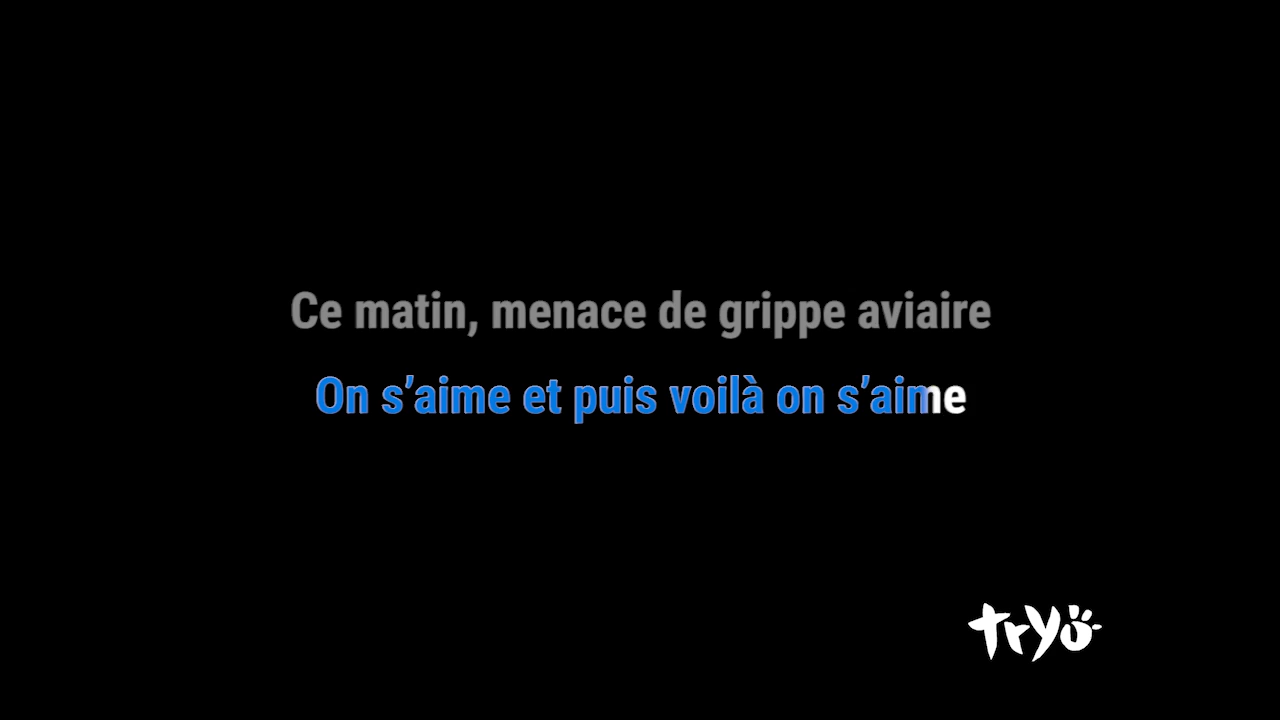 Ce matin, menace de grippe aviaire
On s’aime et puis voilà on s’aime
tryo